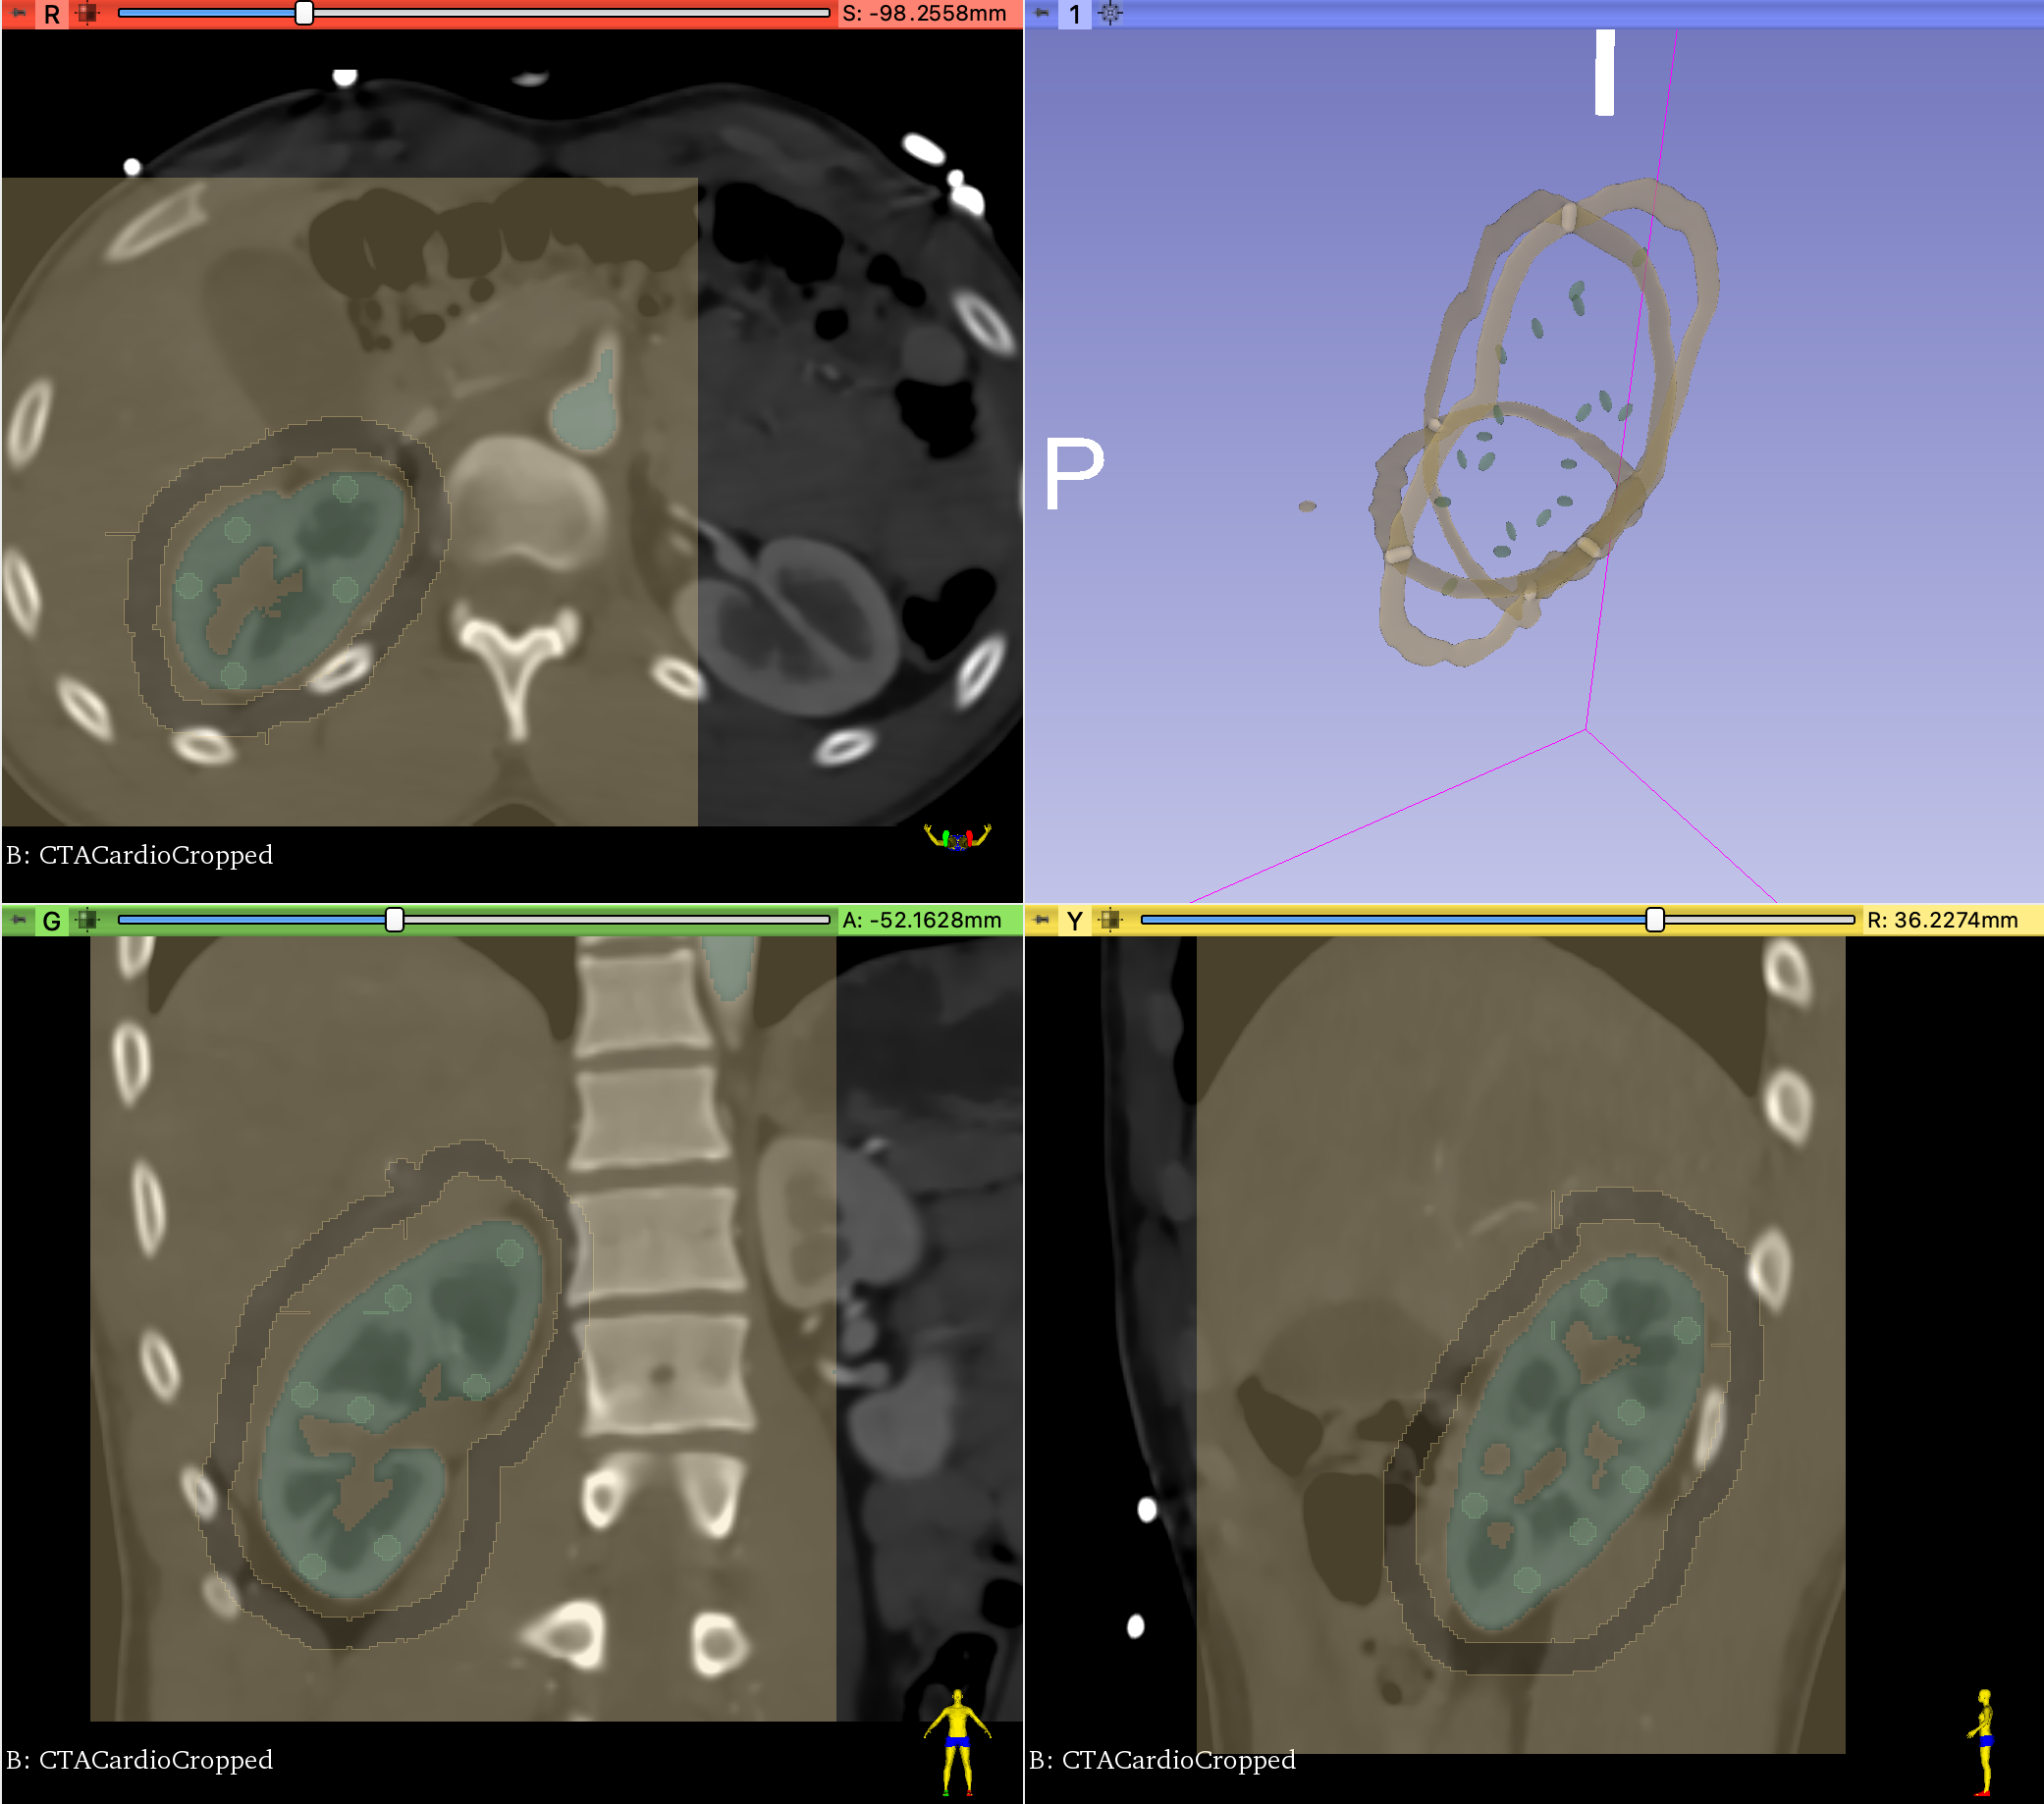 R S: -98.2558mm
1
I
P
B: CTACardioCropped
G A: -52.1628mm
Y R: 36.2274mm
B: CTACardioCropped
B: CTACardioCropped